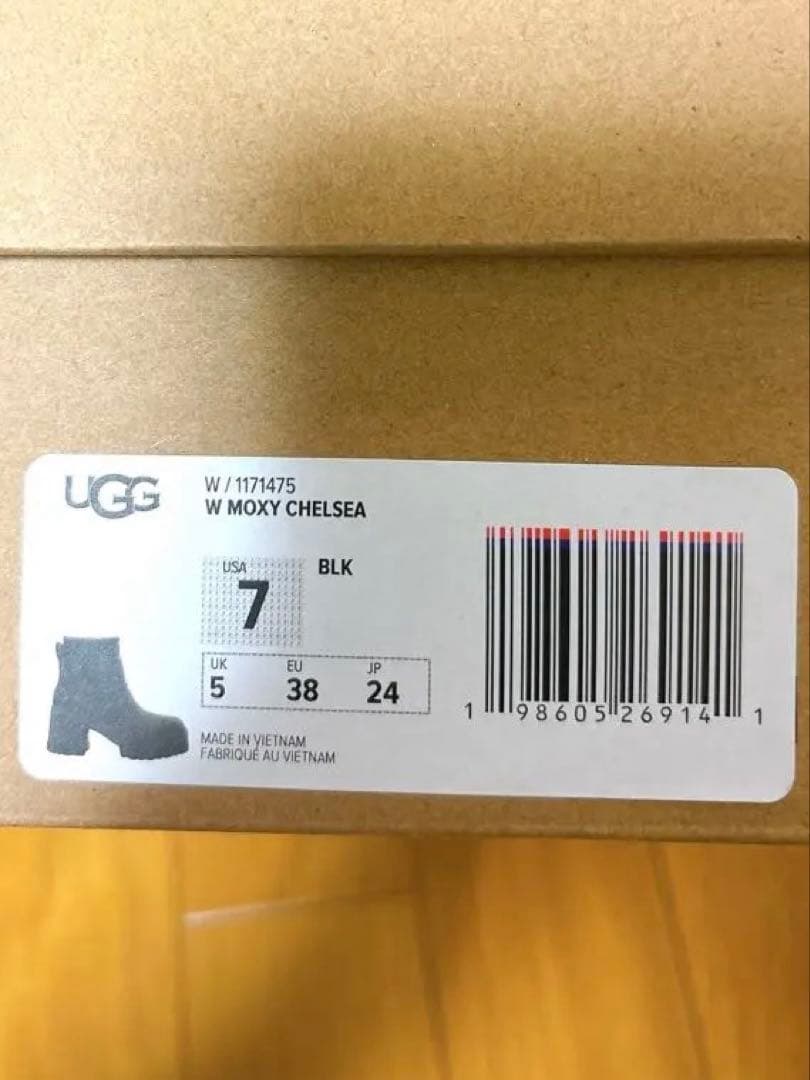 UGG
W / 1171475
W MOXY CHELSEA
USA
7
BLK
UK
5
EU
38
JP
24
MADE IN VIETNAM
FABRIQUÉ AU VIETNAM
1 98605 26914 1